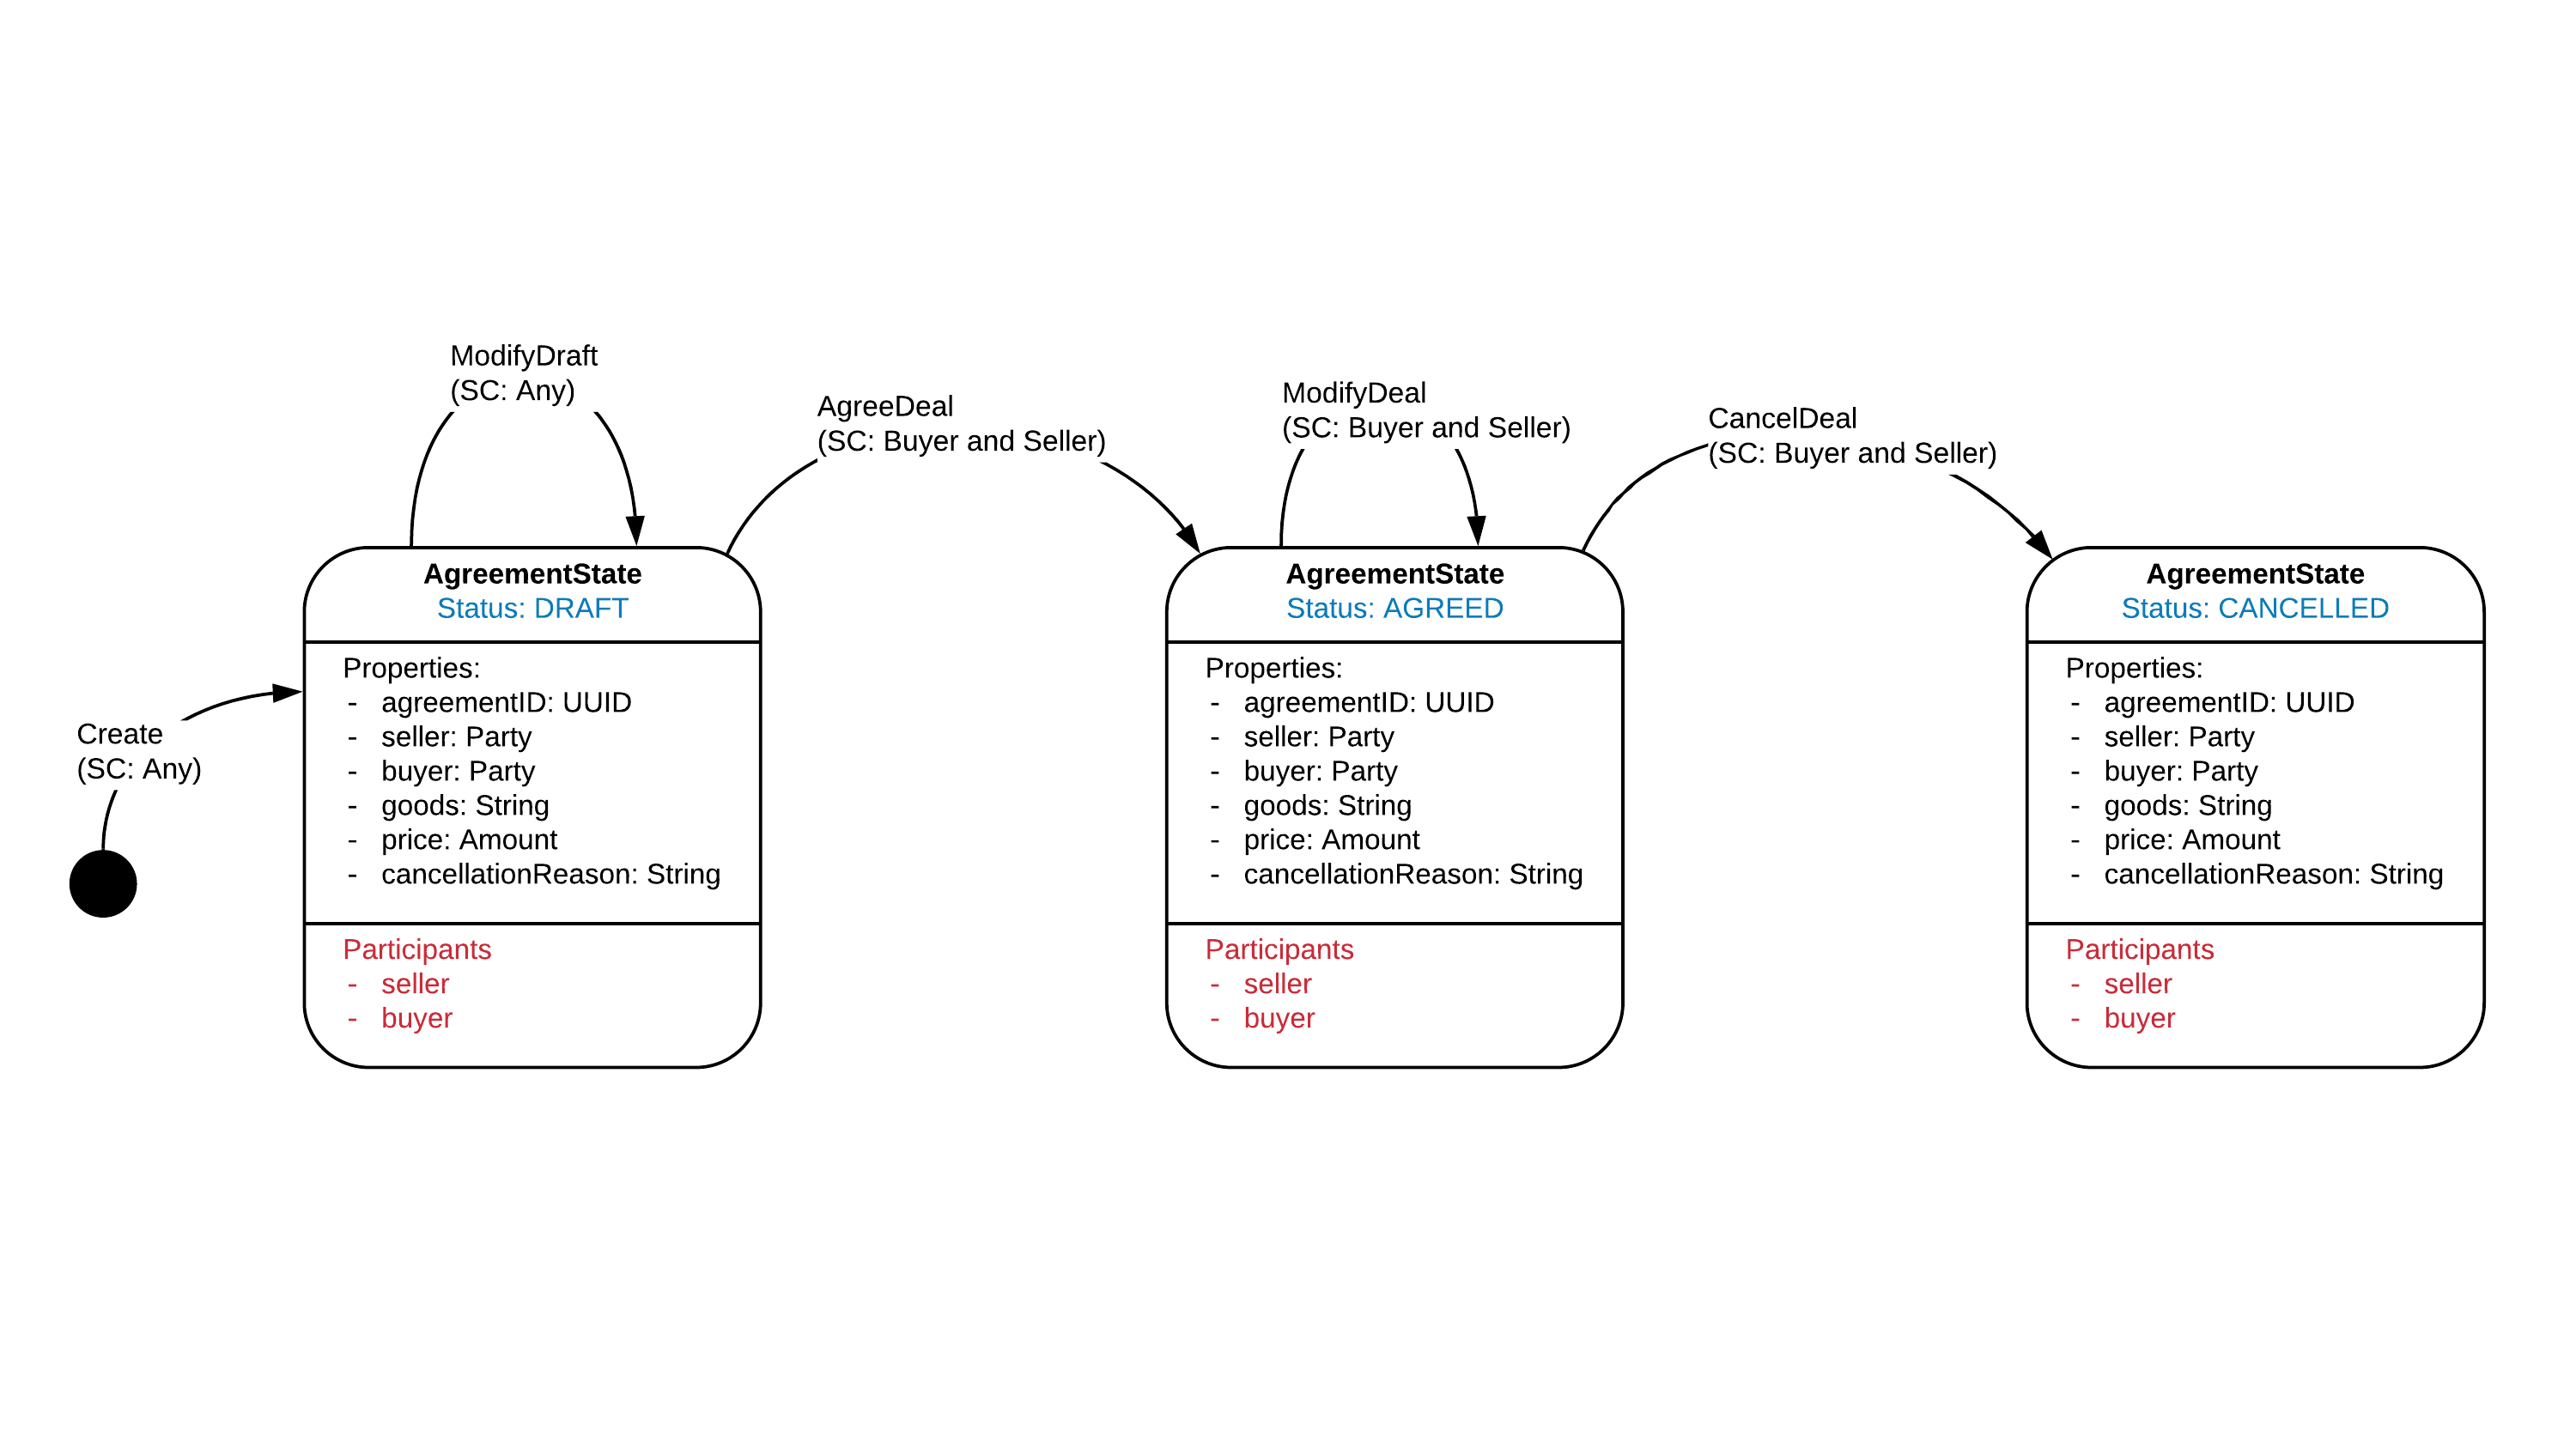 ModifyDraft
(SC: Any)
AgreeDeal
(SC: Buyer and Seller)
ModifyDeal
(SC: Buyer and Seller)
CancelDeal
(SC: Buyer and Seller)
Create
(SC: Any)
AgreementState
Status: DRAFT
Properties:
- agreementID: UUID
- seller: Party
- buyer: Party
- goods: String
- price: Amount
- cancellationReason: String
Participants
- seller
- buyer
AgreementState
Status: AGREED
Properties:
- agreementID: UUID
- seller: Party
- buyer: Party
- goods: String
- price: Amount
- cancellationReason: String
Participants
- seller
- buyer
AgreementState
Status: CANCELLED
Properties:
- agreementID: UUID
- seller: Party
- buyer: Party
- goods: String
- price: Amount
- cancellationReason: String
Participants
- seller
- buyer